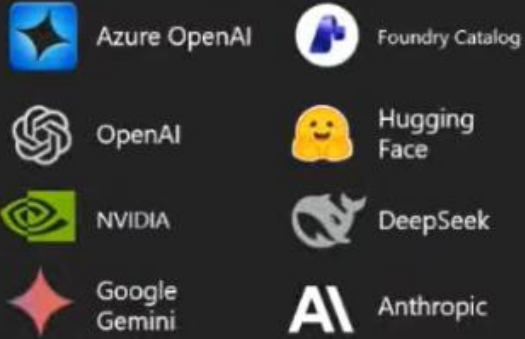 Azure OpenAI
Foundry Catalog
OpenAI
Hugging
Face
NVIDIA
DeepSeek
Google
Gemini
Anthropic